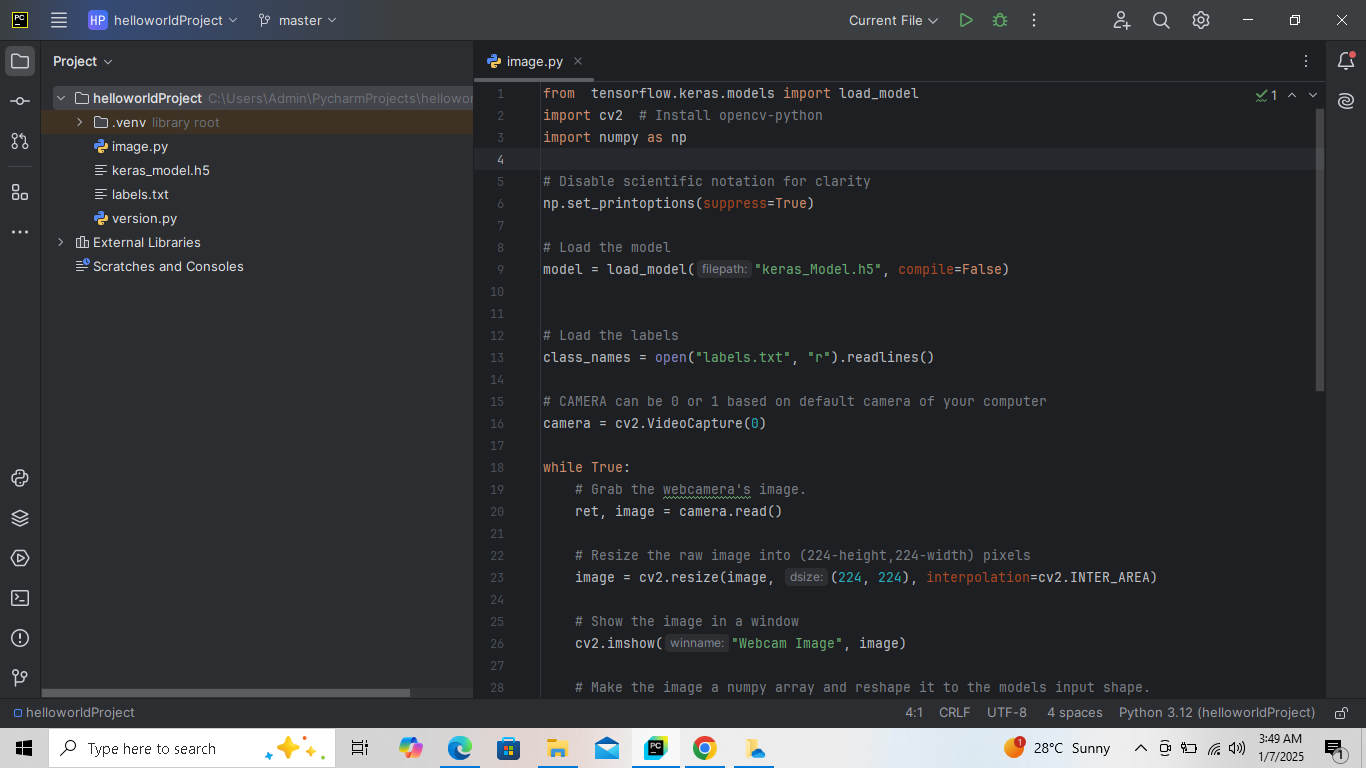 PC
HP helloworldProject master Current File
Project
image.py
helloworldProject C:\Users\Admin\PycharmProjects\hellowor
.venv library root
image.py
keras_model.h5
labels.txt
version.py
External Libraries
Scratches and Consoles
1 from  tensorflow.keras.models import load_model
1
2 import cv2  # Install opencv-python
3 import numpy as np
4
5 # Disable scientific notation for clarity
6 np.set_printoptions(suppress=True)
7
8 # Load the model
9 model = load_model( filepath: "keras_Model.h5", compile=False)
10
11
12 # Load the labels
13 class_names = open("labels.txt", "r").readlines()
14
15 # CAMERA can be 0 or 1 based on default camera of your computer
16 camera = cv2.VideoCapture(0)
17
18 while True:
19     # Grab the webcamera's image.
20     ret, image = camera.read()
21
22     # Resize the raw image into (224-height,224-width) pixels
23     image = cv2.resize(image, dsize: (224, 224), interpolation=cv2.INTER_AREA)
24
25     # Show the image in a window
26     cv2.imshow( winname: "Webcam Image", image)
27
28     # Make the image a numpy array and reshape it to the models input shape.
helloworldProject 4:1 CRLF UTF-8 4 spaces Python 3.12 (helloworldProject)
Type here to search
PC
1
28°C Sunny
3:49 AM
1/7/2025
1